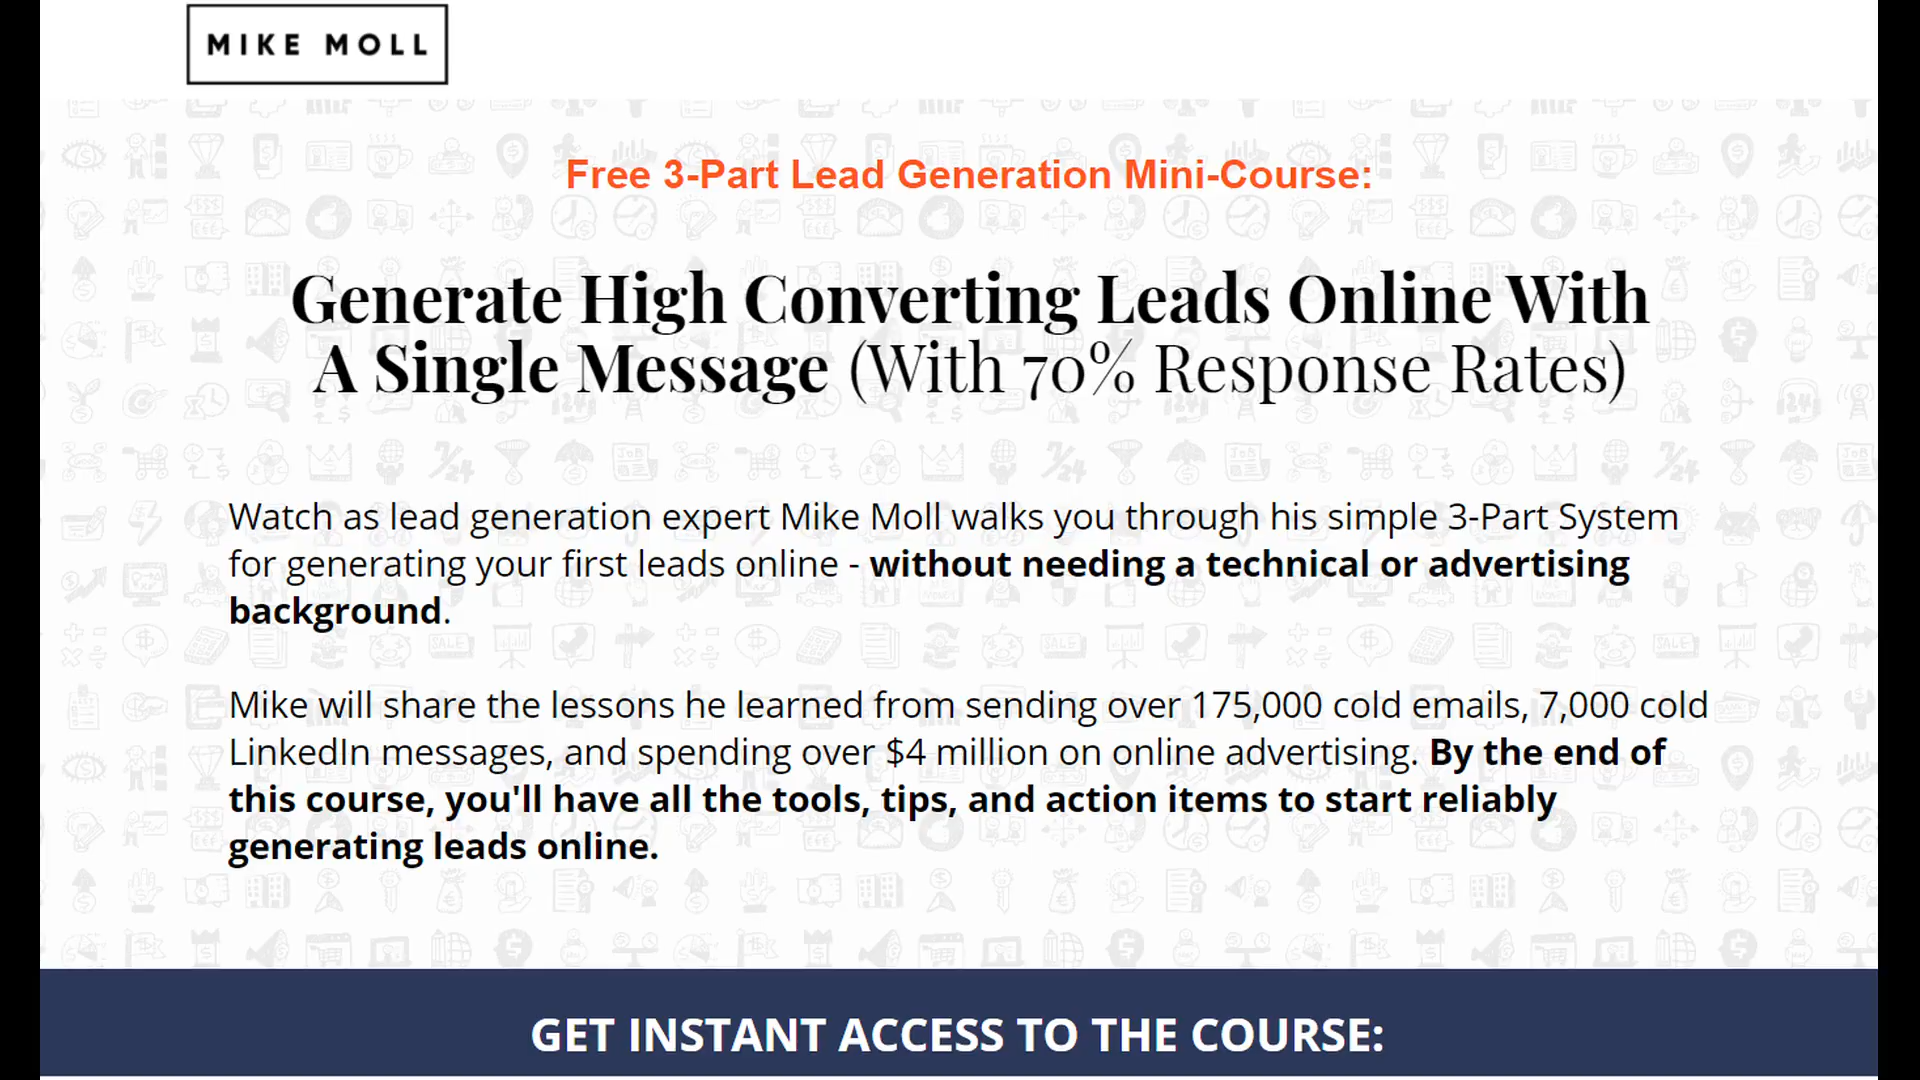 MIKE MOLL
Free 3-Part Lead Generation Mini-Course:
Generate High Converting Leads Online With
A Single Message (With 70% Response Rates)
Watch as lead generation expert Mike Moll walks you through his simple 3-Part System
for generating your first leads online - without needing a technical or advertising
background.
Mike will share the lessons he learned from sending over 175,000 cold emails, 7,000 cold
LinkedIn messages, and spending over $4 million on online advertising. By the end of
this course, you'll have all the tools, tips, and action items to start reliably
generating leads online.
GET INSTANT ACCESS TO THE COURSE: